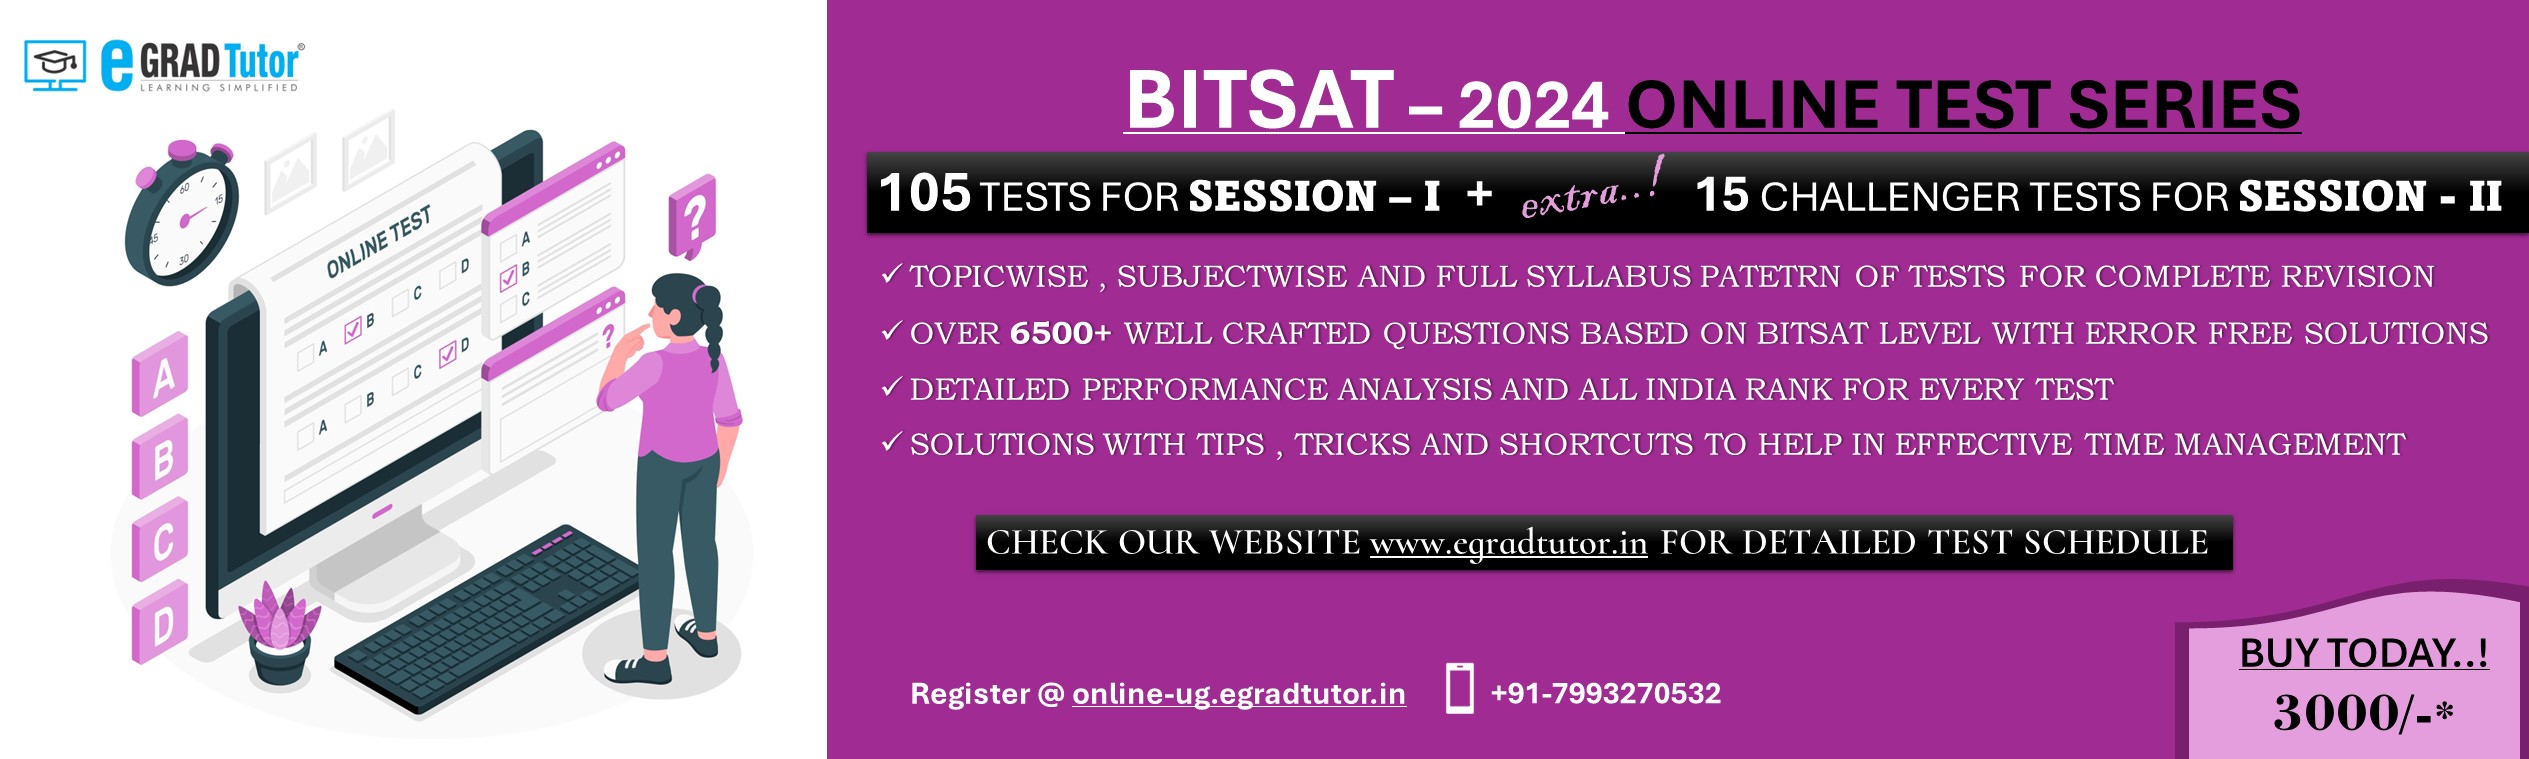 eGRADTutor®
LEARNING SIMPLIFIED
60
15
30
45
ONLINE TEST
A B C D
A B C D
A
B
C
?
?
A
B
C
D
BITSAT – 2024 ONLINE TEST SERIES
105 TESTS FOR SESSION – I + extra..! 15 CHALLENGER TESTS FOR SESSION - II
✓ TOPICWISE , SUBJECTWISE AND FULL SYLLABUS PATETRN OF TESTS FOR COMPLETE REVISION
✓ OVER 6500+ WELL CRAFTED QUESTIONS BASED ON BITSAT LEVEL WITH ERROR FREE SOLUTIONS
✓ DETAILED PERFORMANCE ANALYSIS AND ALL INDIA RANK FOR EVERY TEST
✓ SOLUTIONS WITH TIPS , TRICKS AND SHORTCUTS TO HELP IN EFFECTIVE TIME MANAGEMENT
CHECK OUR WEBSITE www.egradtutor.in FOR DETAILED TEST SCHEDULE
Register @ online-ug.egradtutor.in +91-7993270532
BUY TODAY..!
3000/-*